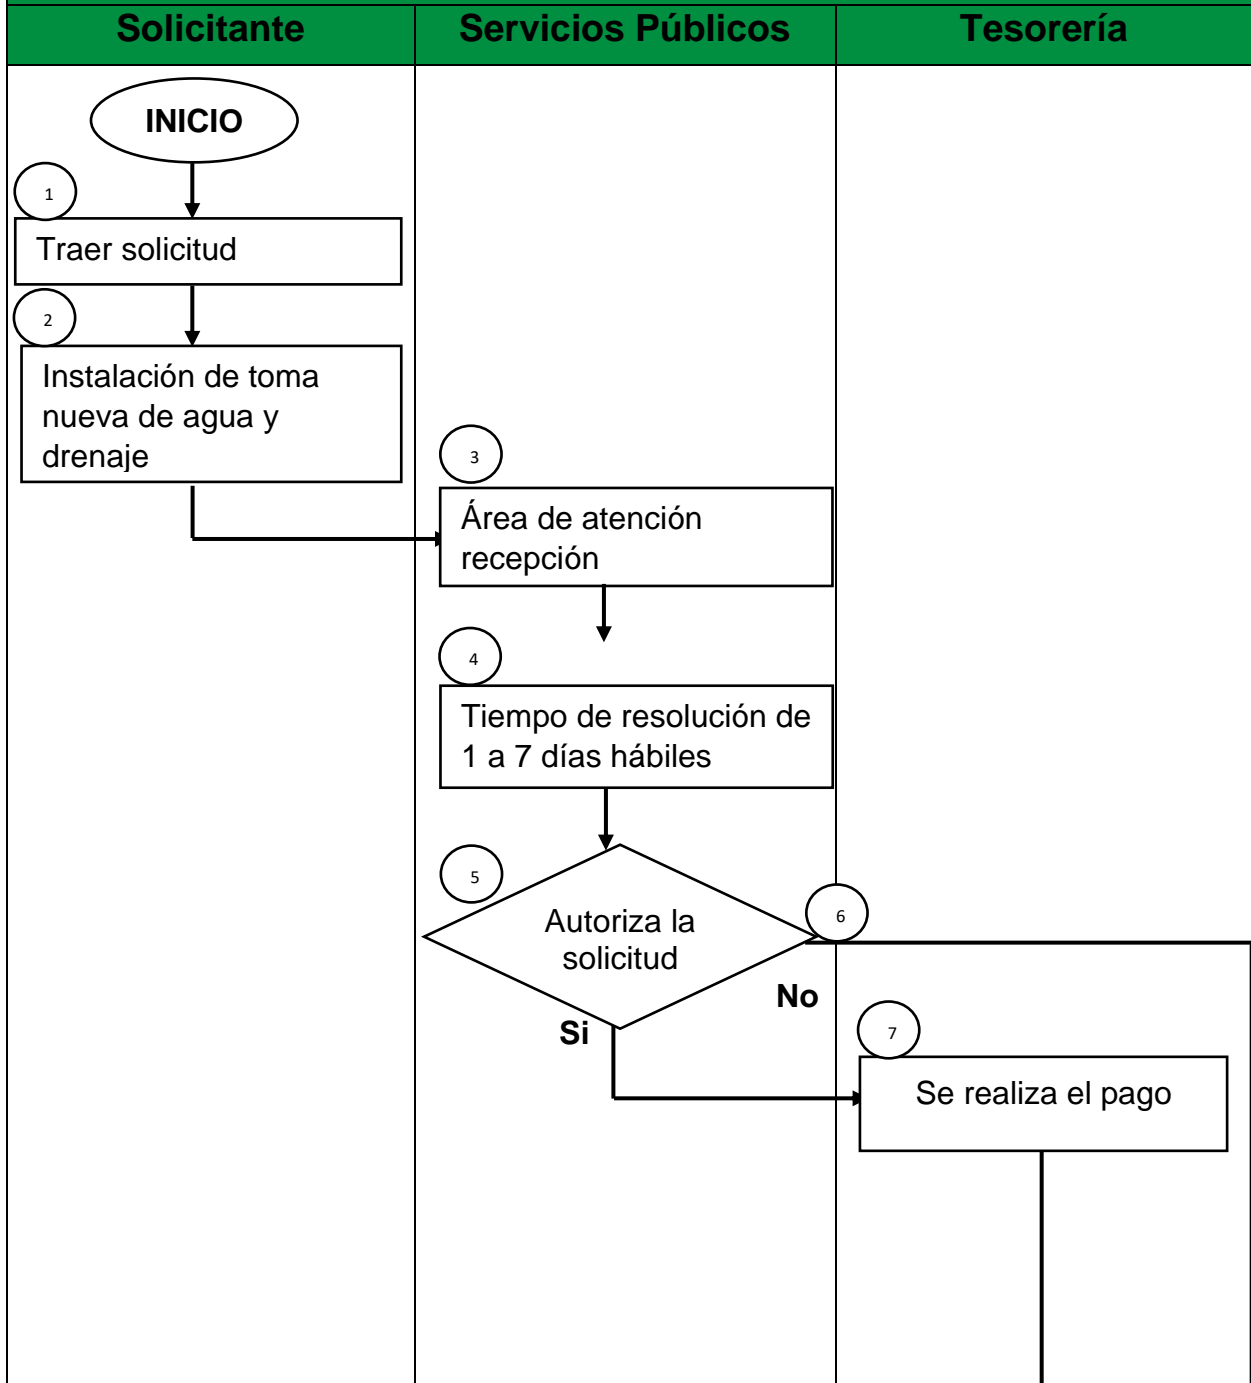 Solicitante
Servicios Públicos
Tesorería
INICIO
1
Traer solicitud
2
Instalación de toma
nueva de agua y
drenaje
3
Área de atención
recepción
4
Tiempo de resolución de
1 a 7 días hábiles
5
Autoriza la
solicitud
6
No
Si
7
Se realiza el pago